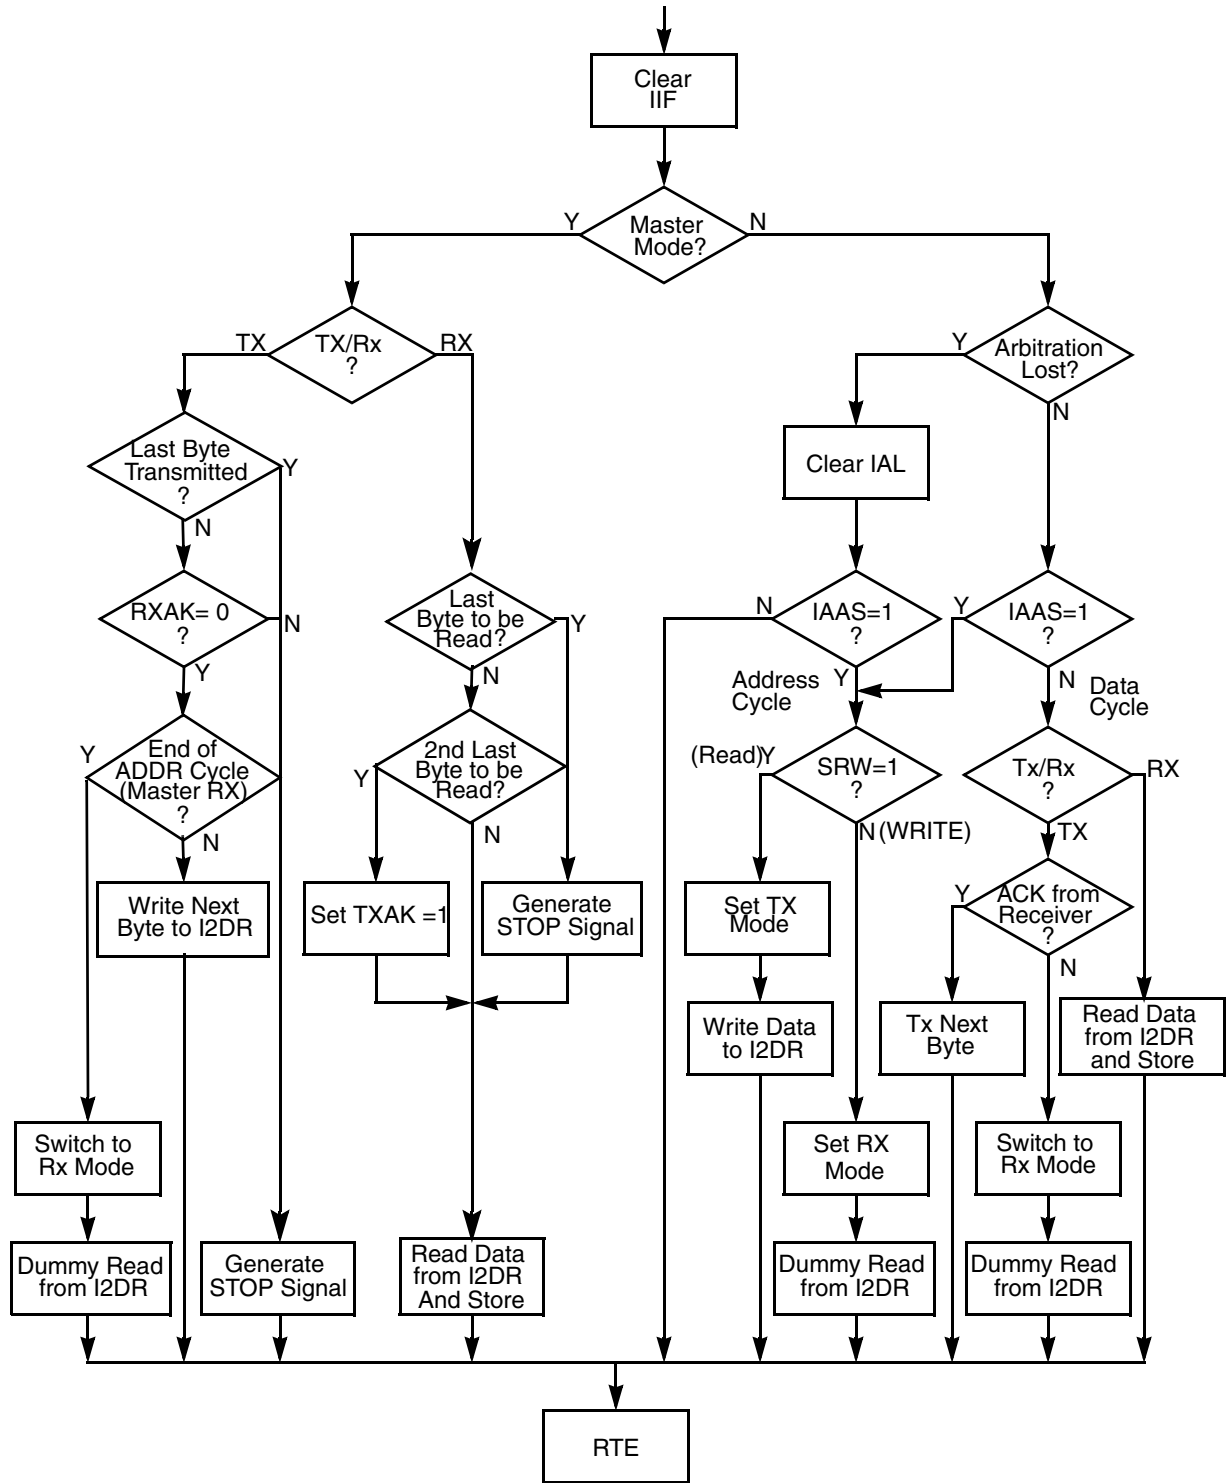 Clear
IIF
Y
Master
Mode?
N
TX
TX/Rx
?
RX
Y
Arbitration
Lost?
N
Last Byte
Transmitted
?
Y
N
Clear IAL
RXAK= 0
?
N
Y
Last
Byte to be
Read?
Y
N
N
IAAS=1
?
Y
Address
Cycle
Y
IAAS=1
?
N
Data
Cycle
Y
End of
ADDR Cycle
(Master RX)
?
N
Y
2nd Last
Byte to be
Read?
N
(Read)Y
SRW=1
?
N (WRITE)
Tx/Rx
?
RX
TX
Write Next
Byte to I2DR
Set TXAK =1
Generate
STOP Signal
Set TX
Mode
Y
ACK from
Receiver
?
N
Write Data
to I2DR
Tx Next
Byte
Read Data
from I2DR
and Store
Switch to
Rx Mode
Set RX
Mode
Switch to
Rx Mode
Dummy Read
from I2DR
Generate
STOP Signal
Read Data
from I2DR
And Store
Dummy Read
from I2DR
Dummy Read
from I2DR
RTE